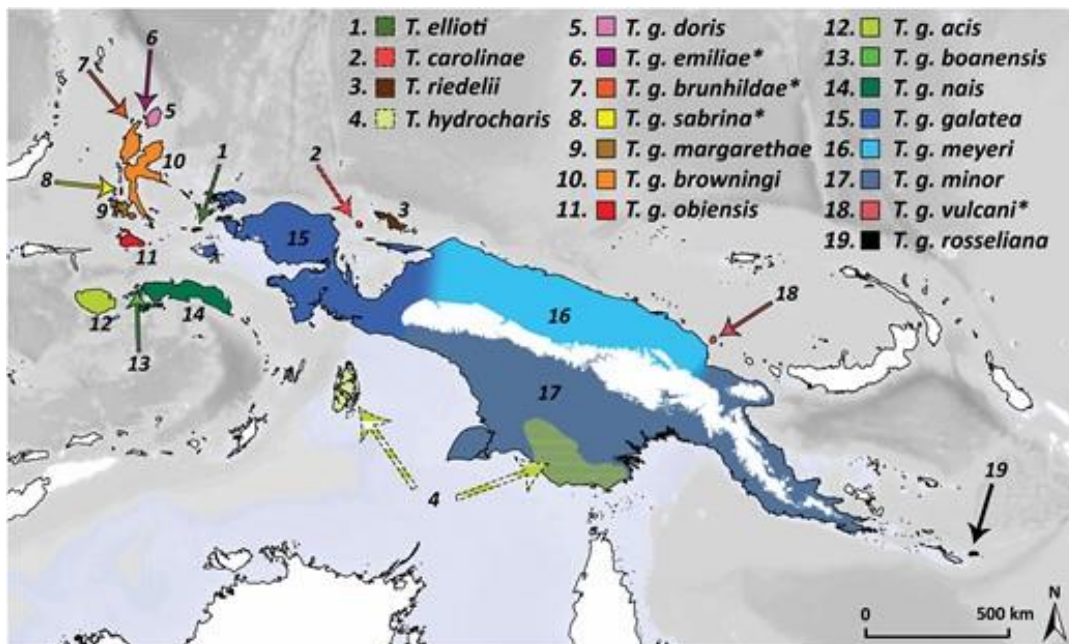 1. T. ellioti
2. T. carolinae
3. T. riedelii
4. T. hydrocharis
5. T. g. doris
6. T. g. emiliae*
7. T. g. brunhildae*
8. T. g. sabrina*
9. T. g. margarethae
10. T. g. browningi
11. T. g. obiensis
12. T. g. acis
13. T. g. boanensis
14. T. g. nais
15. T. g. galatea
16. T. g. meyeri
17. T. g. minor
18. T. g. vulcani*
19. T. g. rosseliana
6
7
5
10
1
2
8
9
3
11
15
12
14
13
16
18
17
4
19
0 500 km
N